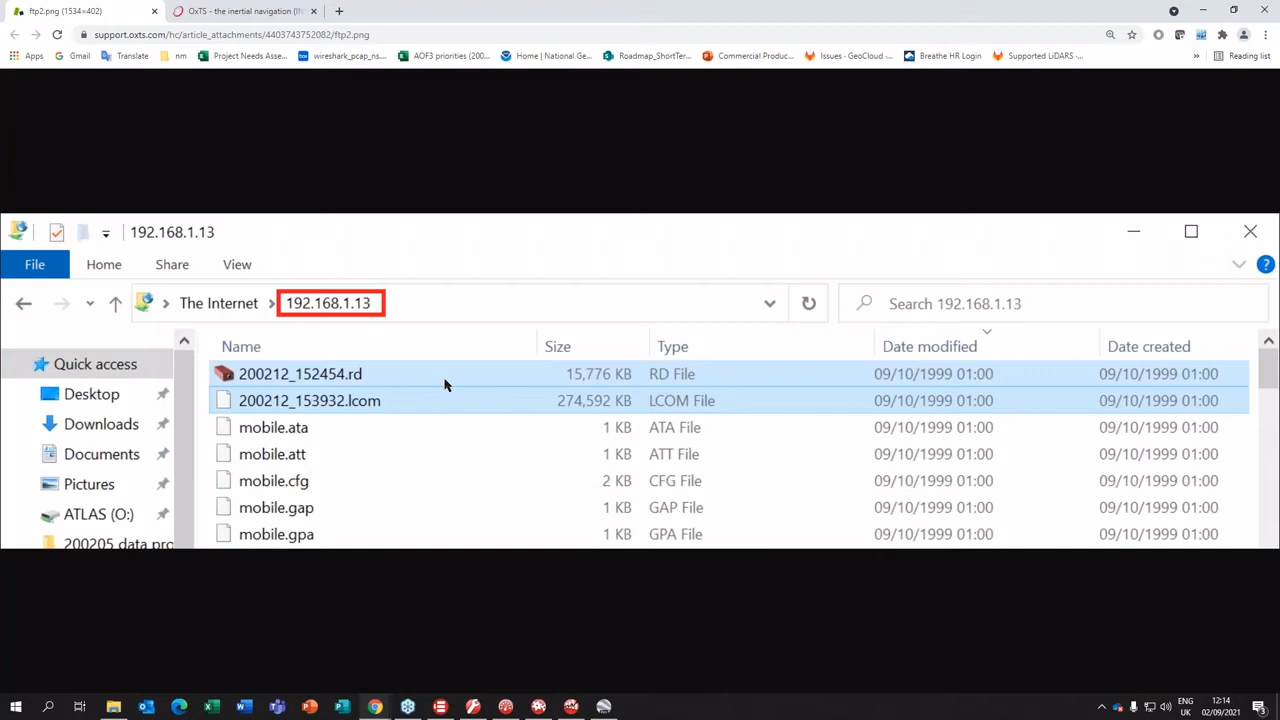 ftp2.png (1534×402)
OxTS - the inertial navigation (IN
support.oxts.com/hc/article_attachments/4403743752082/ftp2.png
Apps Gmail Translate nm Project Needs Asse... wireshark_pcap_ns... AOF3 priorities (200... Home | National Ge... Roadmap_ShortTer... Commercial Produc... Issues - GeoCloud -... Breathe HR Login Supported LiDARS -... » Reading list
192.168.1.13
File Home Share View
The Internet 192.168.1.13 Search 192.168.1.13
Name Size Type Date modified Date created
Quick access
Desktop
Downloads
Documents
Pictures
ATLAS (O:)
200205 data pro
200212_152454.rd 15,776 KB RD File 09/10/1999 01:00 09/10/1999 01:00
200212_153932.lcom 274,592 KB LCOM File 09/10/1999 01:00 09/10/1999 01:00
mobile.ata 1 KB ATA File 09/10/1999 01:00 09/10/1999 01:00
mobile.att 1 KB ATT File 09/10/1999 01:00 09/10/1999 01:00
mobile.cfg 2 KB CFG File 09/10/1999 01:00 09/10/1999 01:00
mobile.gap 1 KB GAP File 09/10/1999 01:00 09/10/1999 01:00
mobile.gpa 1 KB GPA File 09/10/1999 01:00 09/10/1999 01:00
ENG 12:14
UK 02/09/2021